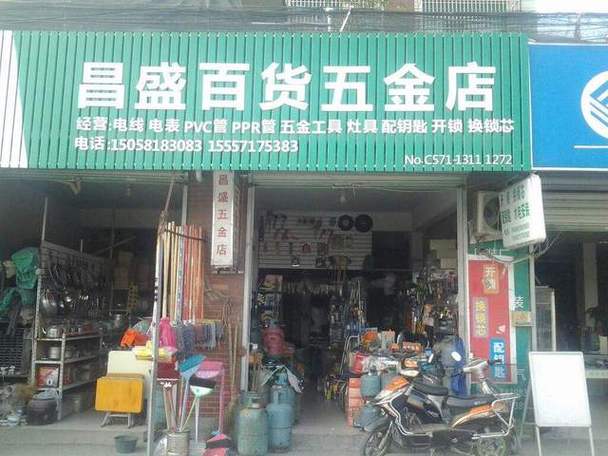 昌盛百货五金店
经营:电线 电表 PVC管 PPR管 五金工具 灶具 配钥匙 开锁 换锁芯
电话:15058183083 15557175383
No.C571-1311 1272
昌盛五金店
开锁
换锁芯
配钥匙